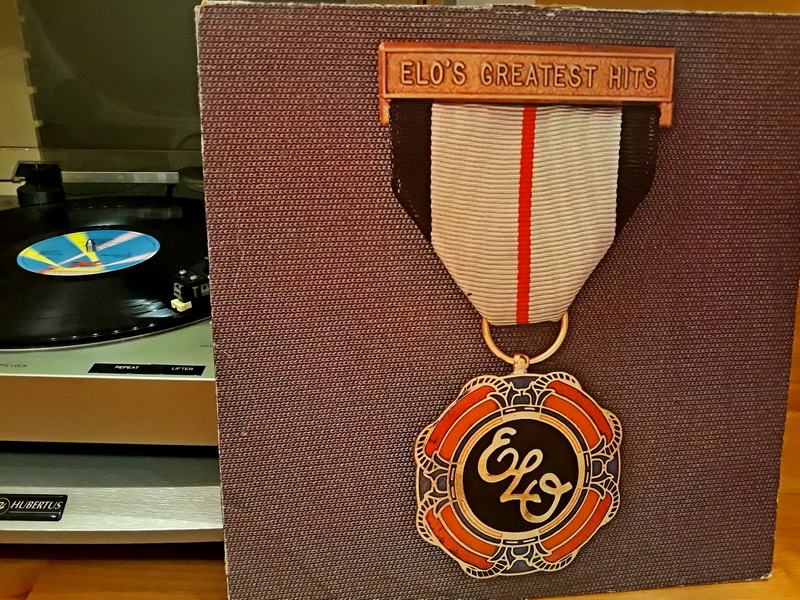 ELO'S GREATEST HITS
ELO
REPEAT LIFTER
HUBERTUS